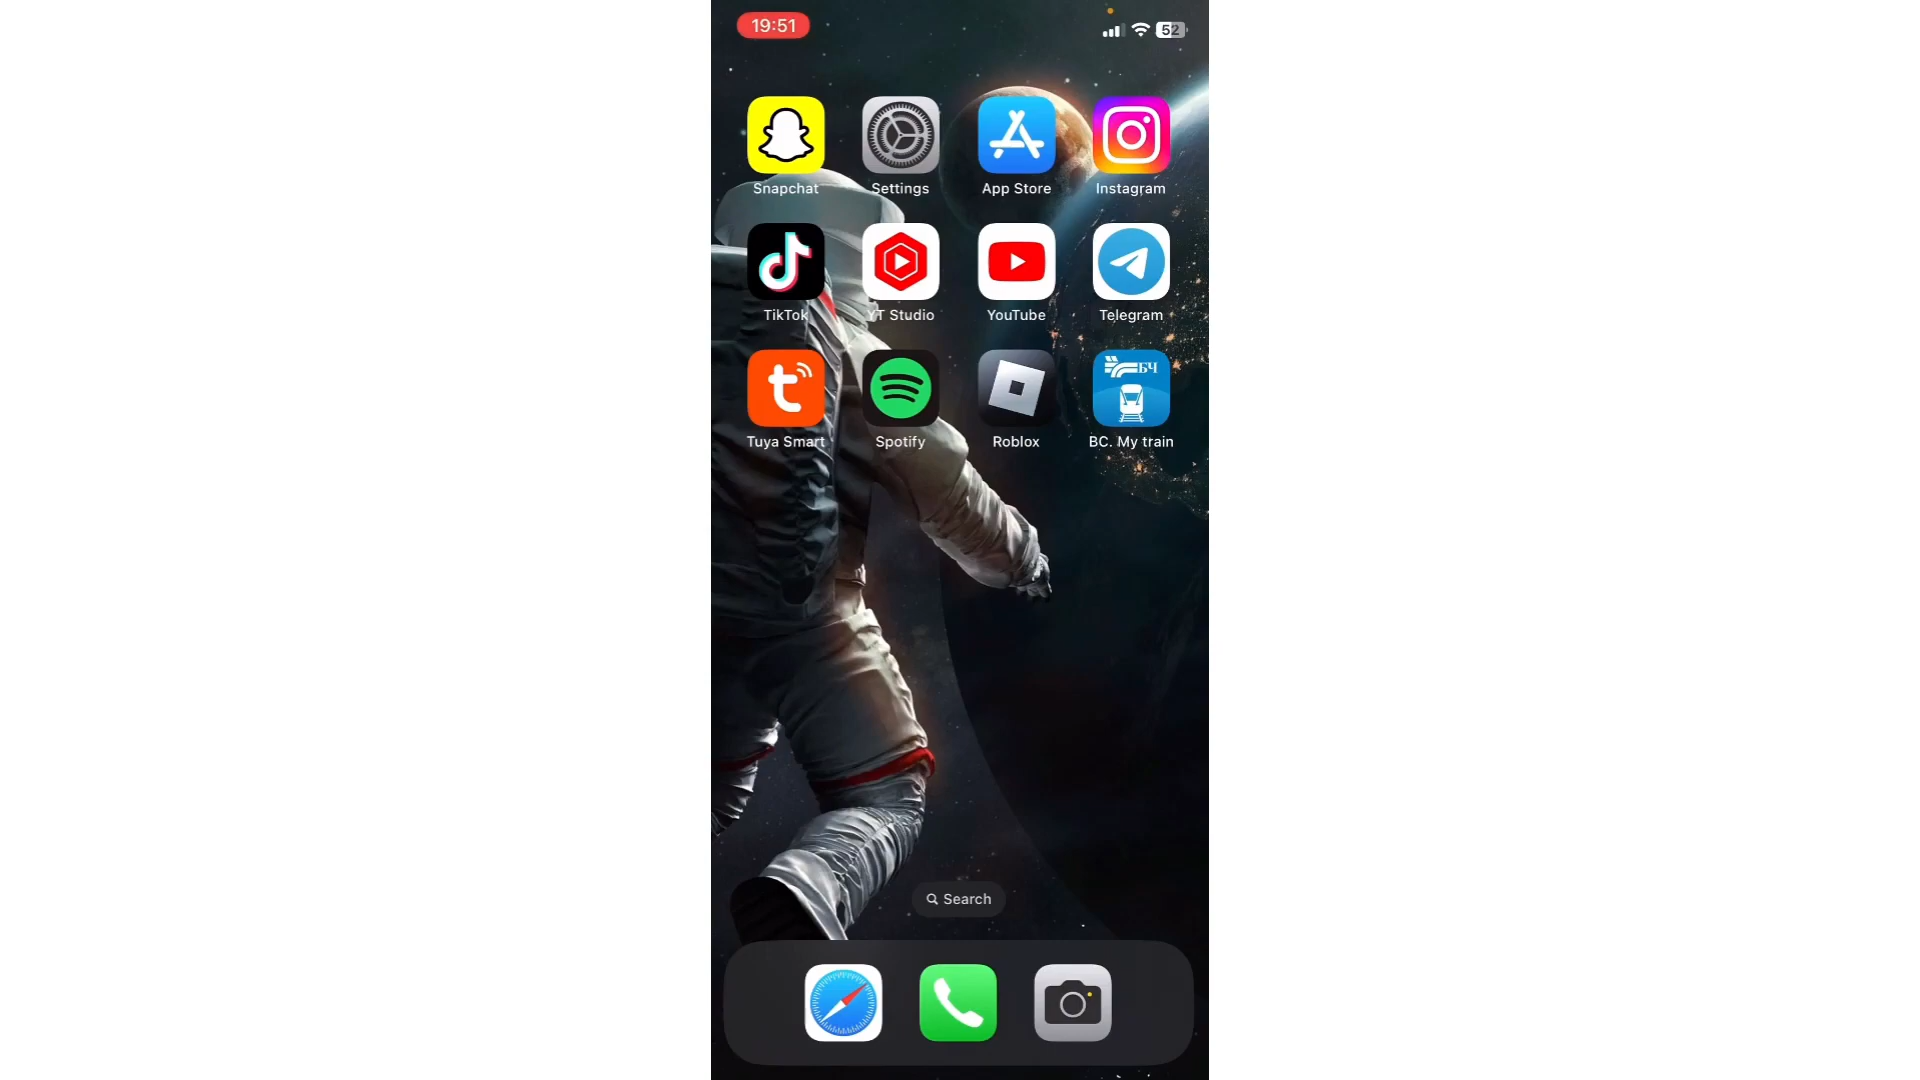 19:51
52
Snapchat
Settings
App Store
Instagram
TikTok
YT Studio
YouTube
Telegram
БЧ
Tuya Smart
Spotify
Roblox
BC. My train
Search